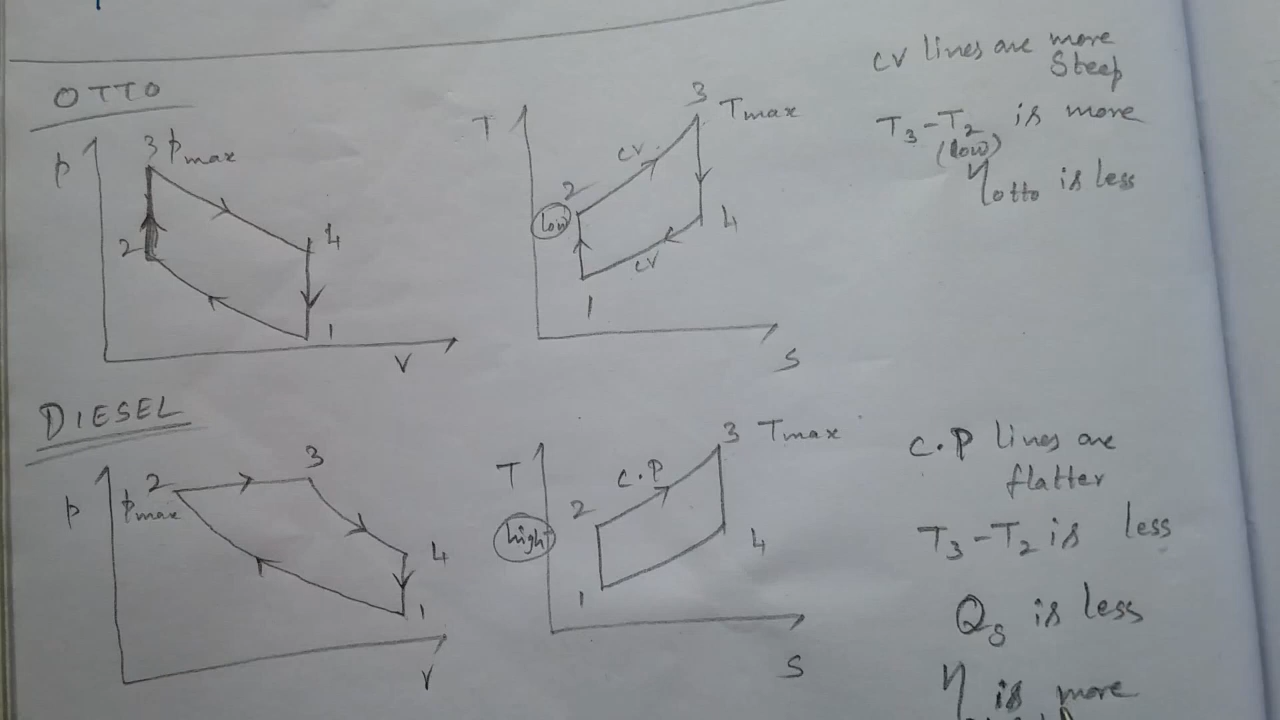 OTTO
p
3 pmax
2
4
1
V
T
3 Tmax
cv
2
low
4
cv
1
S
cv lines are more
Steep
T3-T2 is more
(low)
ηotto is less
DIESEL
p
2
pmax
3
4
1
V
T
3 Tmax
C.P
2
high
4
1
S
C.P lines are
flatter
T3-T2 is less
Qs is less
η is more